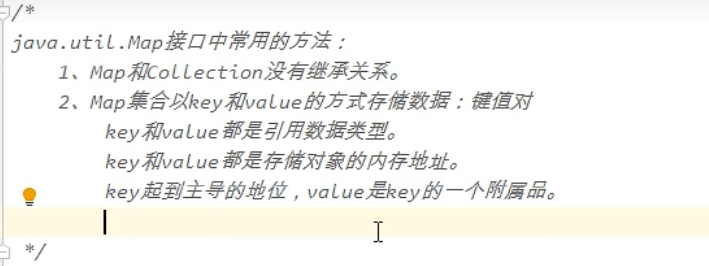 /*
java.util.Map接口中常用的方法：
1、Map和Collection没有继承关系。
2、Map集合以key和value的方式存储数据：键值对
key和value都是引用数据类型。
key和value都是存储对象的内存地址。
key起到主导的地位，value是key的一个附属品。
*/